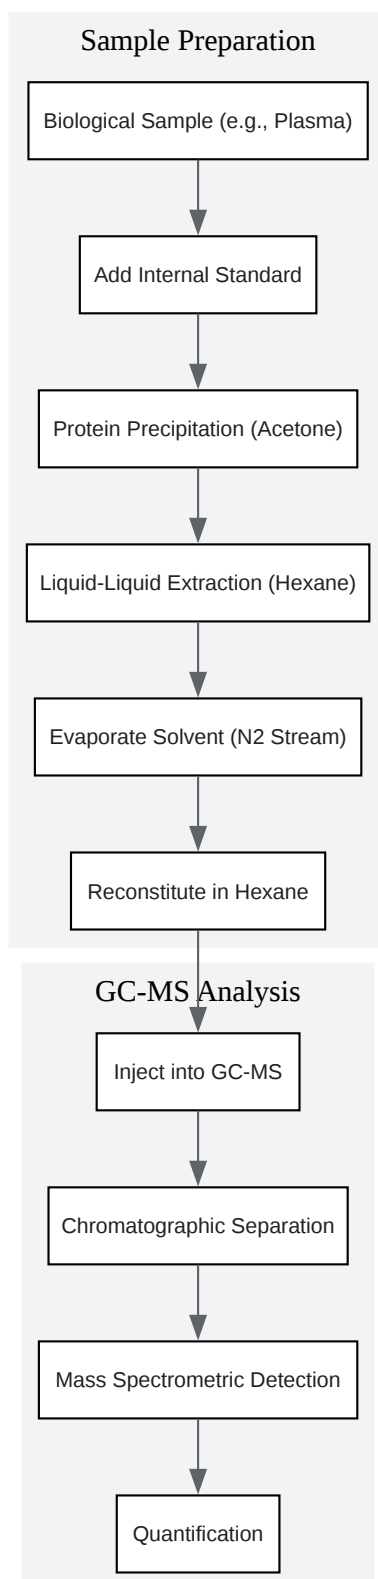 Sample Preparation
Biological Sample (e.g., Plasma)
Add Internal Standard
Protein Precipitation (Acetone)
Liquid-Liquid Extraction (Hexane)
Evaporate Solvent (N2 Stream)
Reconstitute in Hexane
GC-MS Analysis
Inject into GC-MS
Chromatographic Separation
Mass Spectrometric Detection
Quantification